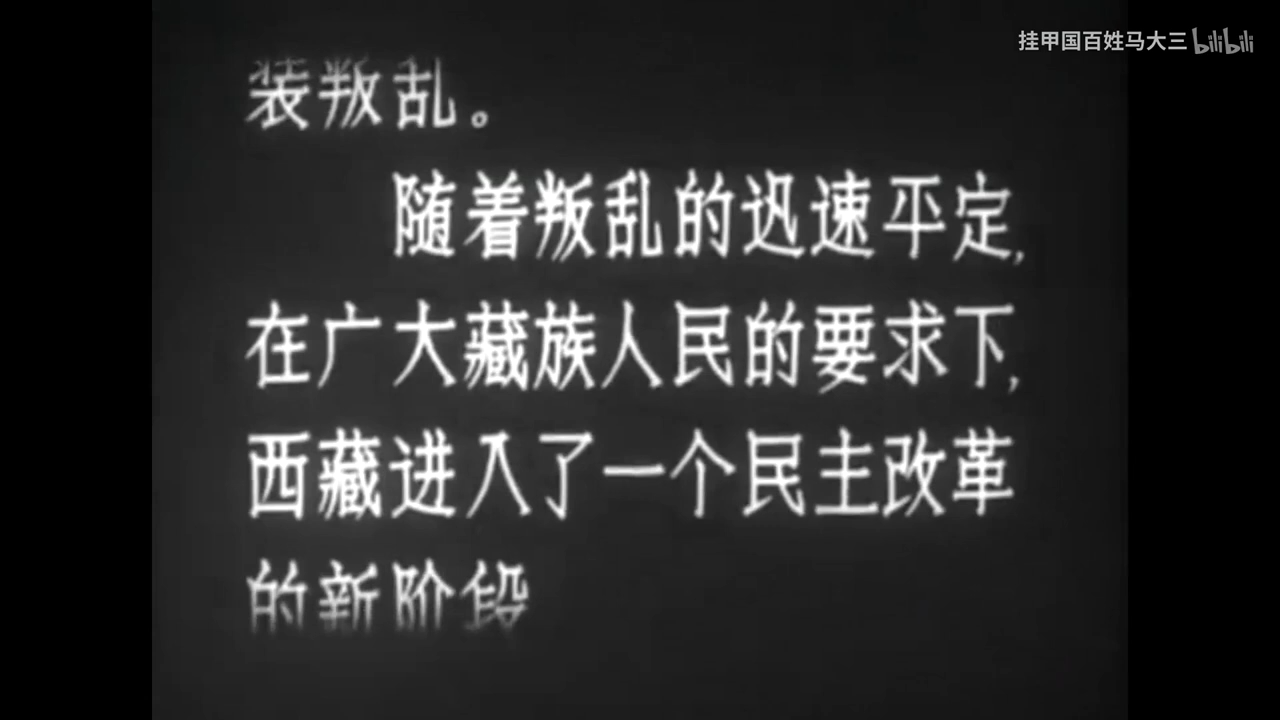 挂甲国百姓马大三 bilibili
装叛乱。
随着叛乱的迅速平定,
在广大藏族人民的要求下,
西藏进入了一个民主改革
的新阶段